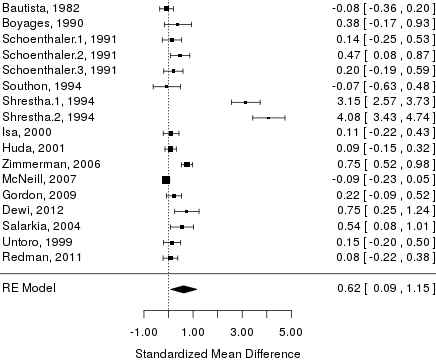 Bautista, 1982 -0.08 [ -0.36 , 0.20 ]
Boyages, 1990 0.38 [ -0.17 , 0.93 ]
Schoenthaler.1, 1991 0.14 [ -0.25 , 0.53 ]
Schoenthaler.2, 1991 0.47 [ 0.08 , 0.87 ]
Schoenthaler.3, 1991 0.20 [ -0.19 , 0.59 ]
Southon, 1994 -0.07 [ -0.63 , 0.48 ]
Shrestha.1, 1994 3.15 [ 2.57 , 3.73 ]
Shrestha.2, 1994 4.08 [ 3.43 , 4.74 ]
Isa, 2000 0.11 [ -0.22 , 0.43 ]
Huda, 2001 0.09 [ -0.15 , 0.32 ]
Zimmerman, 2006 0.75 [ 0.52 , 0.98 ]
McNeill, 2007 -0.09 [ -0.23 , 0.05 ]
Gordon, 2009 0.22 [ -0.09 , 0.52 ]
Dewi, 2012 0.75 [ 0.25 , 1.24 ]
Salarkia, 2004 0.54 [ 0.08 , 1.01 ]
Untoro, 1999 0.15 [ -0.20 , 0.50 ]
Redman, 2011 0.08 [ -0.22 , 0.38 ]
RE Model 0.62 [ 0.09 , 1.15 ]
-1.00 1.00 3.00 5.00
Standardized Mean Difference